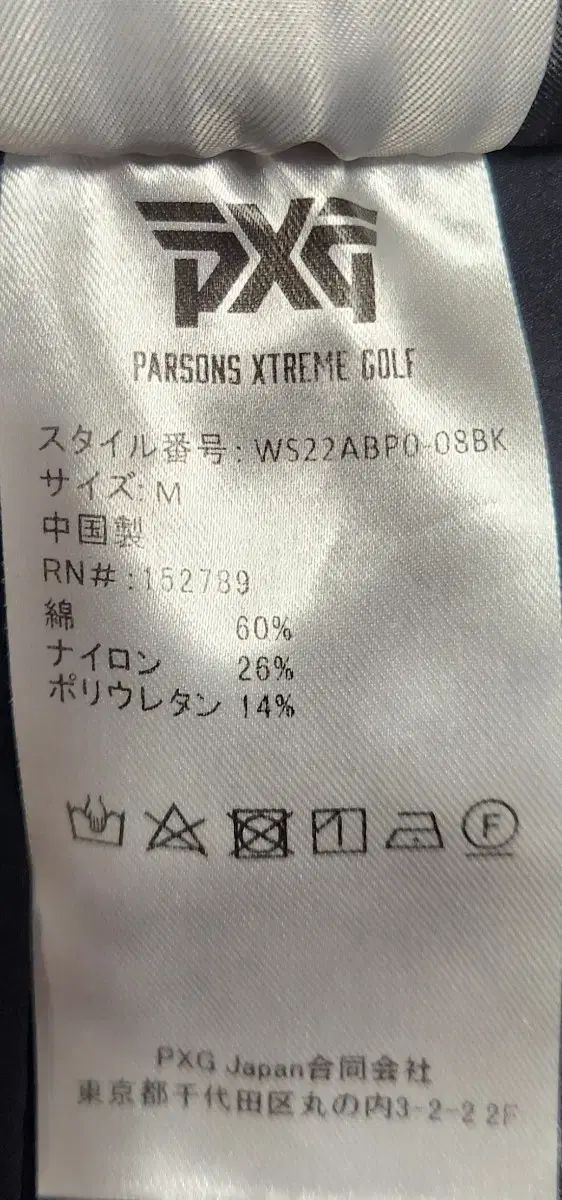 PXG
PARSONS XTREME GOLF
スタイル番号: WS22ABP0-08BK
サイズ: M
中国製
RN#:152789
綿 60%
ナイロン 26%
ポリウレタン 14%
F
PXG Japan合同会社
東京都千代田区丸の内3-2-2 2F